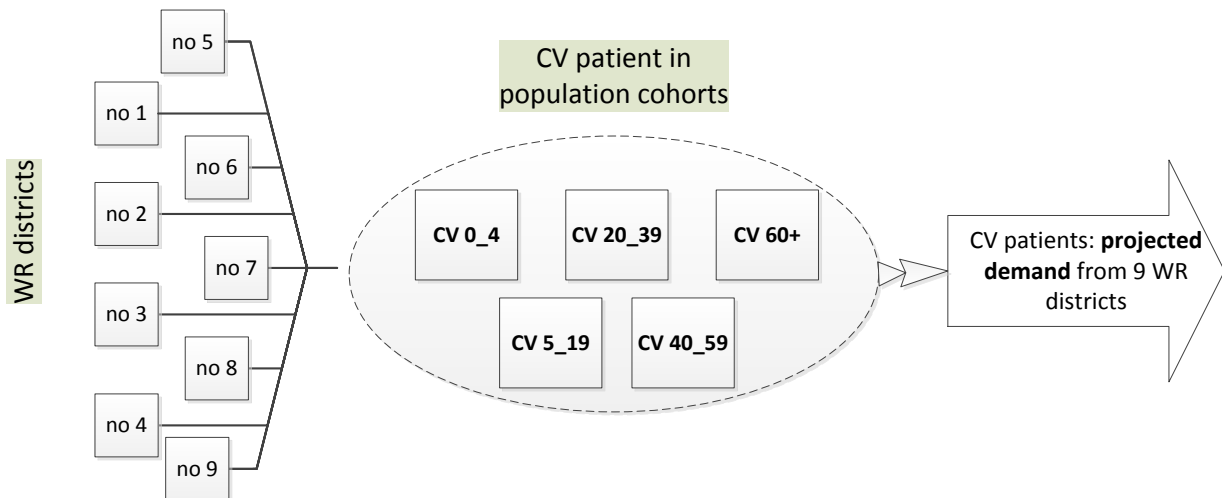 WR districts
no 5
no 1
no 6
no 2
no 7
no 3
no 8
no 4
no 9
CV patient in
population cohorts
CV 0_4
CV 20_39
CV 60+
CV 5_19
CV 40_59
CV patients: projected
demand from 9 WR
districts